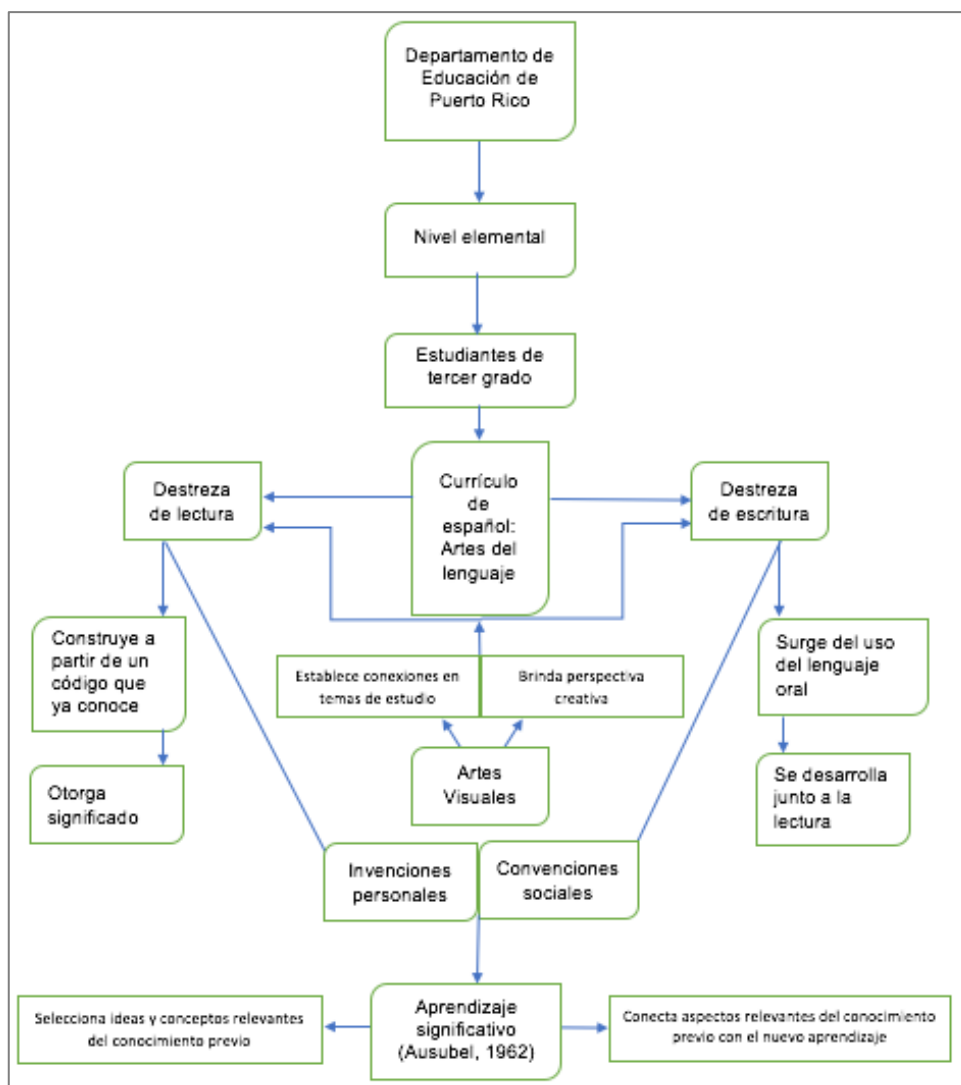 Departamento de
Educación de
Puerto Rico
Nivel elemental
Estudiantes de
tercer grado
Destreza
de lectura
Currículo
de
español:
Artes del
lenguaje
Destreza
de escritura
Construye a
partir de un
código que
ya conoce
Establece conexiones en
temas de estudio
Brinda perspectiva
creativa
Surge del uso
del lenguaje
oral
Otorga
significado
Artes
Visuales
Se desarrolla
junto a la
lectura
Invenciones
personales
Convenciones
sociales
Selecciona ideas y conceptos relevantes
del conocimiento previo
Aprendizaje
significativo
(Ausubel, 1962)
Conecta aspectos relevantes del conocimiento
previo con el nuevo aprendizaje